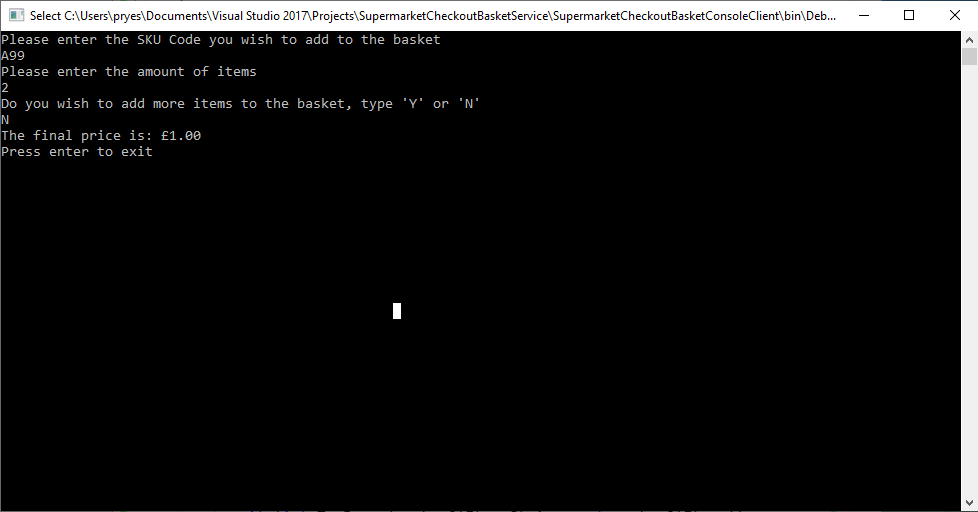 Select C:\Users\pryes\Documents\Visual Studio 2017\Projects\SupermarketCheckoutBasketService\SupermarketCheckoutBasketConsoleClient\bin\Deb...
Please enter the SKU Code you wish to add to the basket
A99
Please enter the amount of items
2
Do you wish to add more items to the basket, type 'Y' or 'N'
N
The final price is: £1.00
Press enter to exit